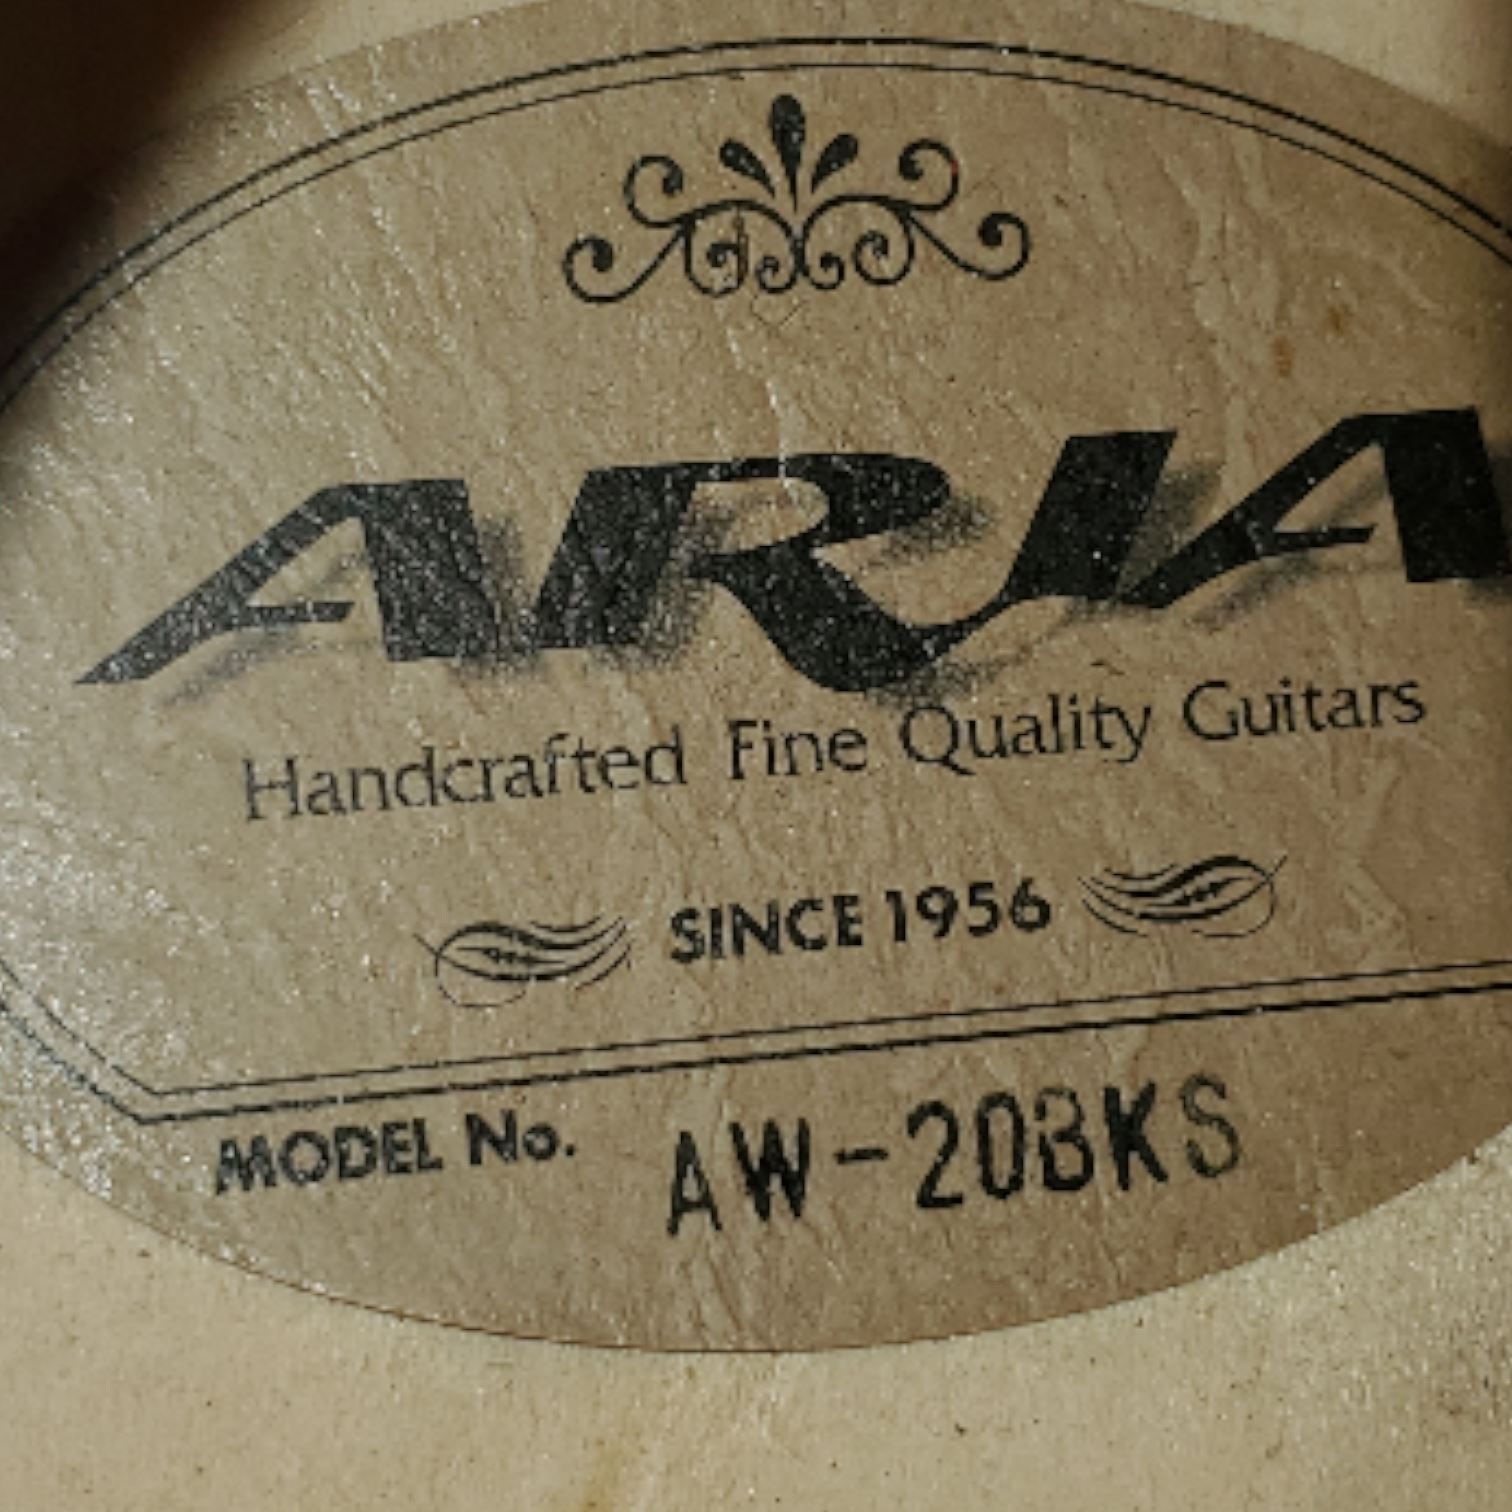 ARIA
Handcrafted Fine Quality Guitars
SINCE 1956
MODEL No. AW-20BKS